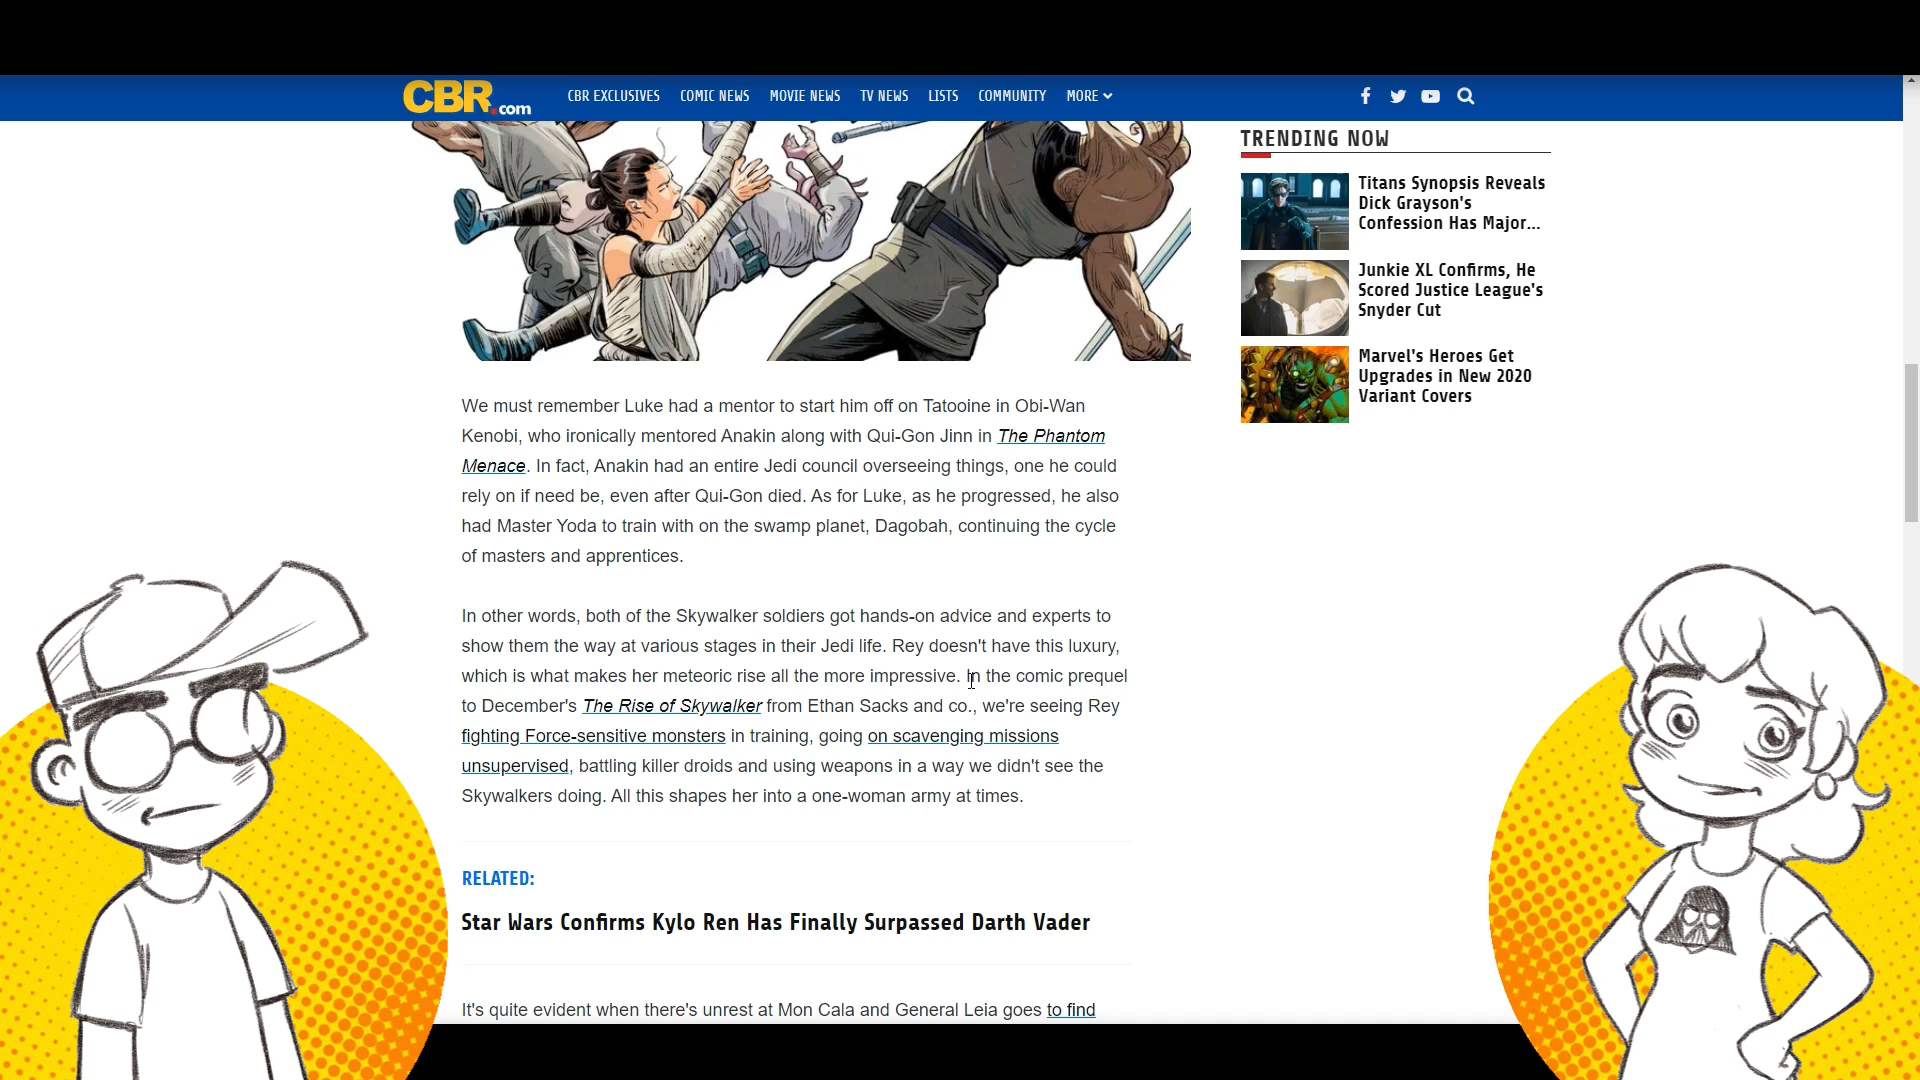 CBR.com
CBR EXCLUSIVES COMIC NEWS MOVIE NEWS TV NEWS LISTS COMMUNITY MORE
TRENDING NOW
Titans Synopsis Reveals
Dick Grayson's
Confession Has Major...
Junkie XL Confirms, He
Scored Justice League's
Snyder Cut
Marvel's Heroes Get
Upgrades in New 2020
Variant Covers
We must remember Luke had a mentor to start him off on Tatooine in Obi-Wan
Kenobi, who ironically mentored Anakin along with Qui-Gon Jinn in The Phantom
Menace. In fact, Anakin had an entire Jedi council overseeing things, one he could
rely on if need be, even after Qui-Gon died. As for Luke, as he progressed, he also
had Master Yoda to train with on the swamp planet, Dagobah, continuing the cycle
of masters and apprentices.
In other words, both of the Skywalker soldiers got hands-on advice and experts to
show them the way at various stages in their Jedi life. Rey doesn't have this luxury,
which is what makes her meteoric rise all the more impressive. In the comic prequel
to December's The Rise of Skywalker from Ethan Sacks and co., we're seeing Rey
fighting Force-sensitive monsters in training, going on scavenging missions
unsupervised, battling killer droids and using weapons in a way we didn't see the
Skywalkers doing. All this shapes her into a one-woman army at times.
RELATED:
Star Wars Confirms Kylo Ren Has Finally Surpassed Darth Vader
It's quite evident when there's unrest at Mon Cala and General Leia goes to find